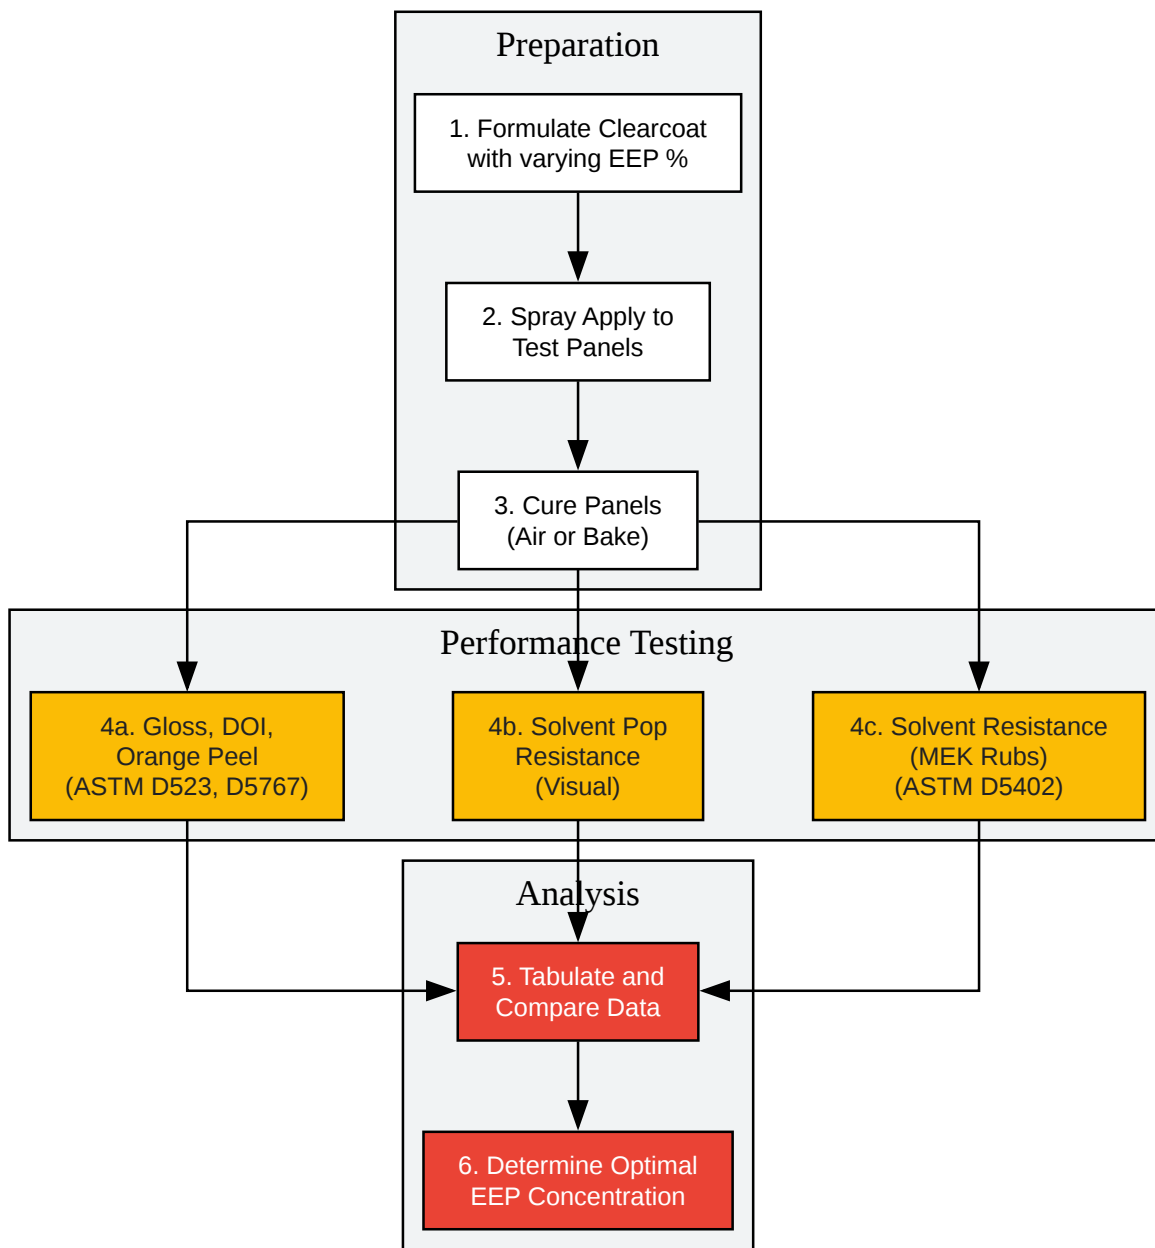 Preparation
1. Formulate Clearcoat
with varying EEP %
2. Spray Apply to
Test Panels
3. Cure Panels
(Air or Bake)
Performance Testing
4a. Gloss, DOI,
Orange Peel
(ASTM D523, D5767)
4b. Solvent Pop
Resistance
(Visual)
4c. Solvent Resistance
(MEK Rubs)
(ASTM D5402)
Analysis
5. Tabulate and
Compare Data
6. Determine Optimal
EEP Concentration